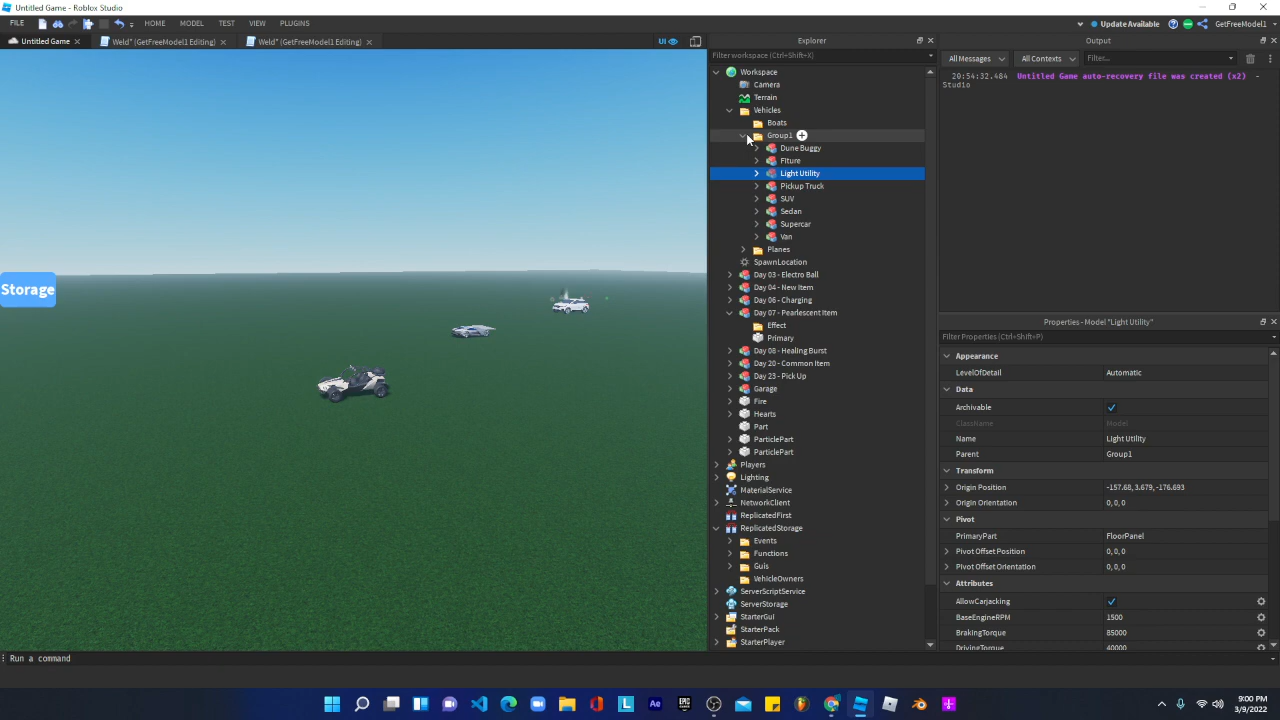 Untitled Game - Roblox Studio
FILE HOME MODEL TEST VIEW PLUGINS Update Available GetFreeModel1
Untitled Game Weld* (GetFreeModel1 Editing) Weld* (GetFreeModel1 Editing) UI
Explorer
Filter workspace (Ctrl+Shift+X)
Workspace
Camera
Terrain
Vehicles
Boats
Group1
Dune Buggy
Fiture
Light Utility
Pickup Truck
SUV
Sedan
Supercar
Van
Planes
SpawnLocation
Day 03 - Electro Ball
Day 04 - New Item
Day 06 - Charging
Day 07 - Pearlescent Item
Effect
Primary
Day 08 - Healing Burst
Day 20 - Common Item
Day 23 - Pick Up
Garage
Fire
Hearts
Part
ParticlePart
ParticlePart
Players
Lighting
MaterialService
NetworkClient
ReplicatedFirst
ReplicatedStorage
Events
Functions
Guis
VehicleOwners
ServerScriptService
ServerStorage
StarterGui
StarterPack
StarterPlayer
Storage
Output
All Messages All Contexts Filter...
20:54:32.484 Untitled Game auto-recovery file was created (x2) -
Studio
Properties - Model "Light Utility"
Filter Properties (Ctrl+Shift+P)
Appearance
LevelOfDetail Automatic
Data
Archivable
ClassName Model
Name Light Utility
Parent Group1
Transform
Origin Position -157.68, 3.679, -176.693
Origin Orientation 0, 0, 0
Pivot
PrimaryPart FloorPanel
Pivot Offset Position 0, 0, 0
Pivot Offset Orientation 0, 0, 0
Attributes
AllowCarjacking
BaseEngineRPM 1500
BrakingTorque 85000
DrivingTorque 40000
Run a command
9:00 PM
3/9/2022